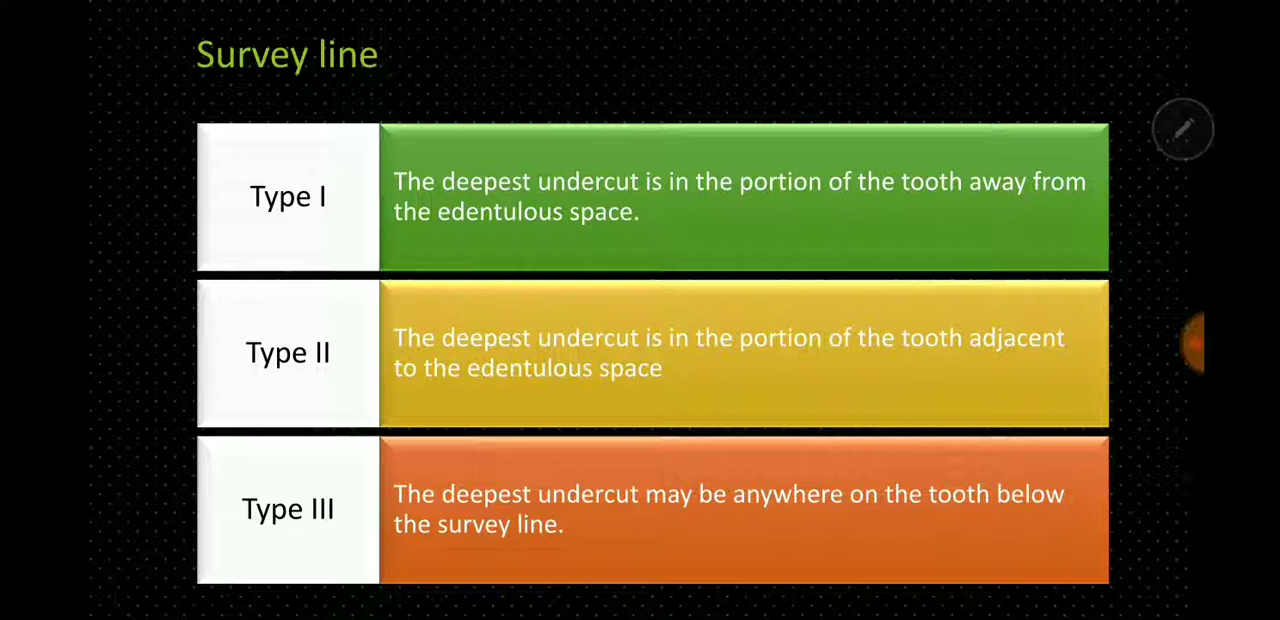 Survey line
Type I
The deepest undercut is in the portion of the tooth away from
the edentulous space.
Type II
The deepest undercut is in the portion of the tooth adjacent
to the edentulous space
Type III
The deepest undercut may be anywhere on the tooth below
the survey line.